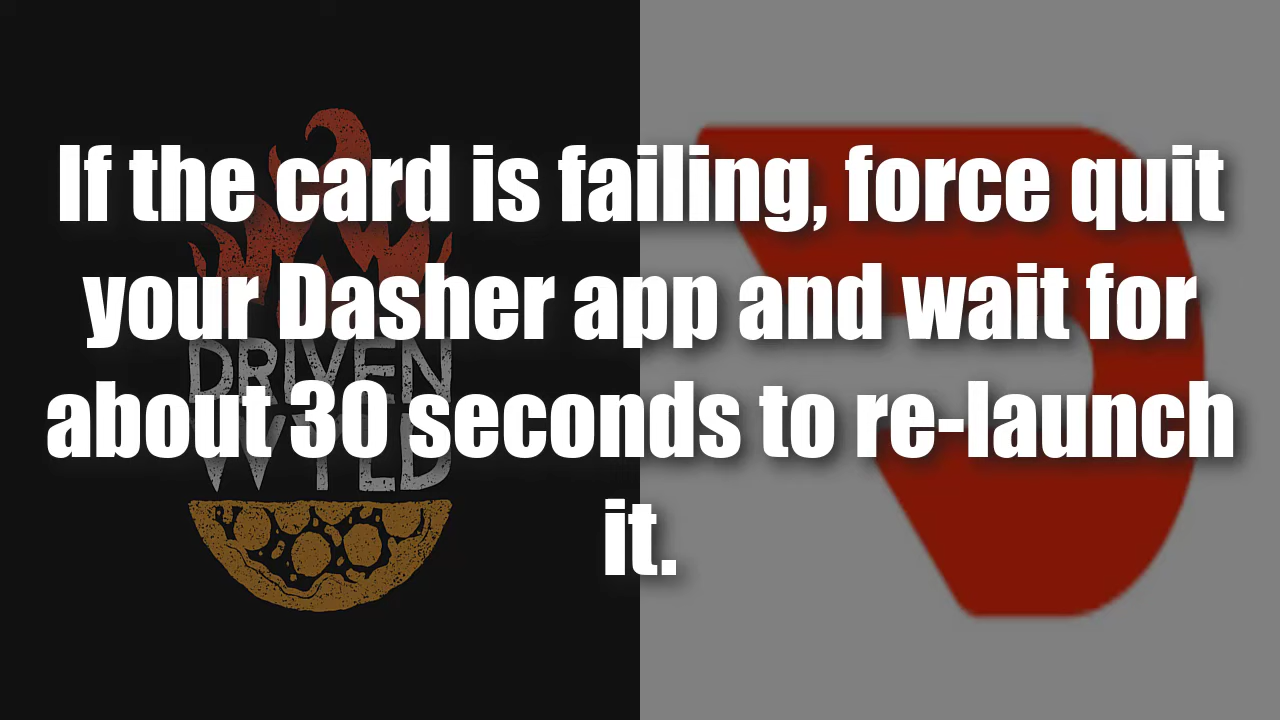 If the card is failing, force quit
your Dasher app and wait for
about 30 seconds to re-launch
it.
DRIVEN
WYLD